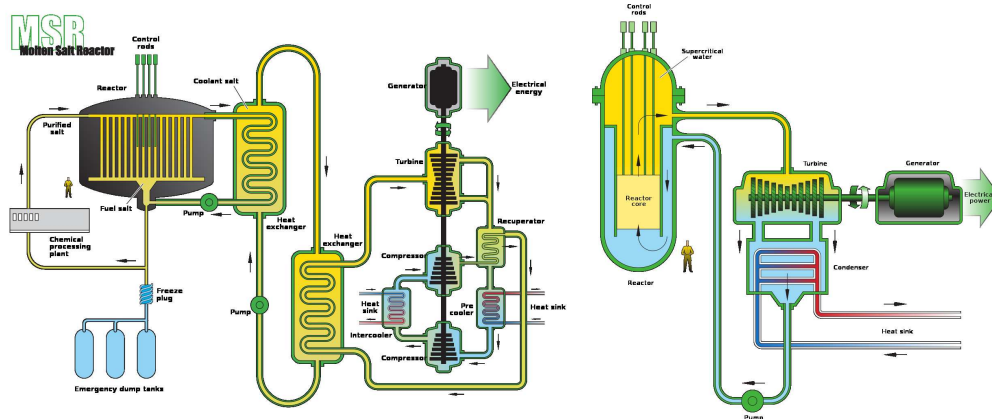 MSR
Molten Salt Reactor
Control
rods
Reactor
Purified
salt
Coolant salt
Fuel salt
Pump
Heat
exchanger
Chemical
processing
plant
Freeze
plug
Emergency dump tanks
Pump
Heat
exchanger
Generator
Electrical
energy
Turbine
Recuperator
Compressor
Heat
sink
Intercooler
Pre
cooler
Heat sink
Compressor
Control
rods
Supercritical
water
Reactor
core
Reactor
Turbine
Generator
Electrical
power
Condenser
Heat sink
Pump